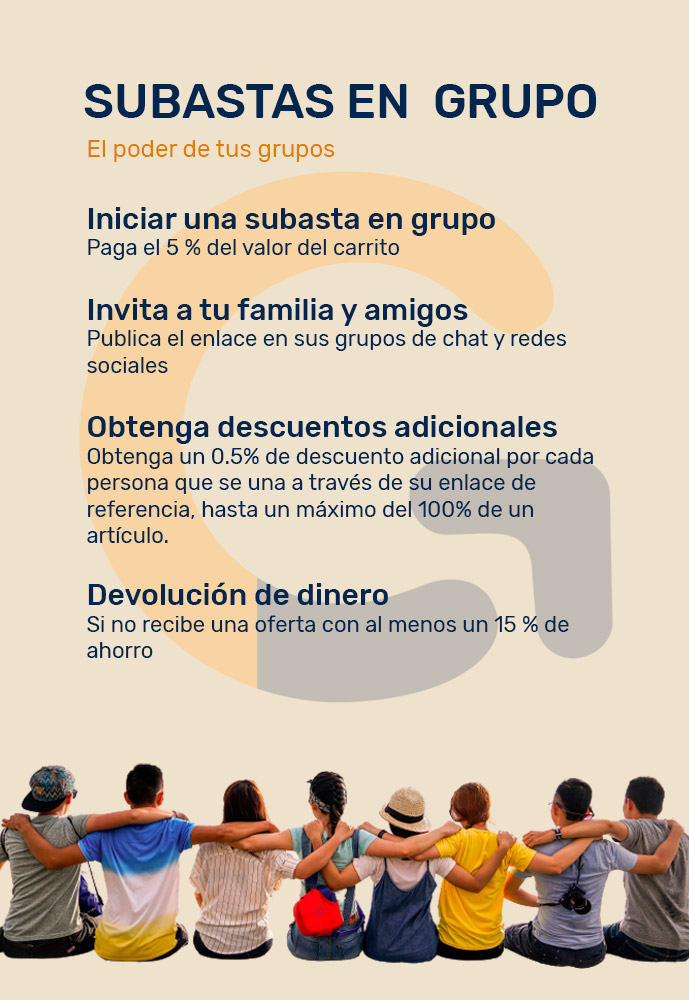 SUBASTAS EN GRUPO
El poder de tus grupos
Iniciar una subasta en grupo
Paga el 5 % del valor del carrito
Invita a tu familia y amigos
Publica el enlace en sus grupos de chat y redes
sociales
Obtenga descuentos adicionales
Obtenga un 0.5% de descuento adicional por cada
persona que se una a través de su enlace de
referencia, hasta un máximo del 100% de un
artículo.
Devolución de dinero
Si no recibe una oferta con al menos un 15 % de
ahorro